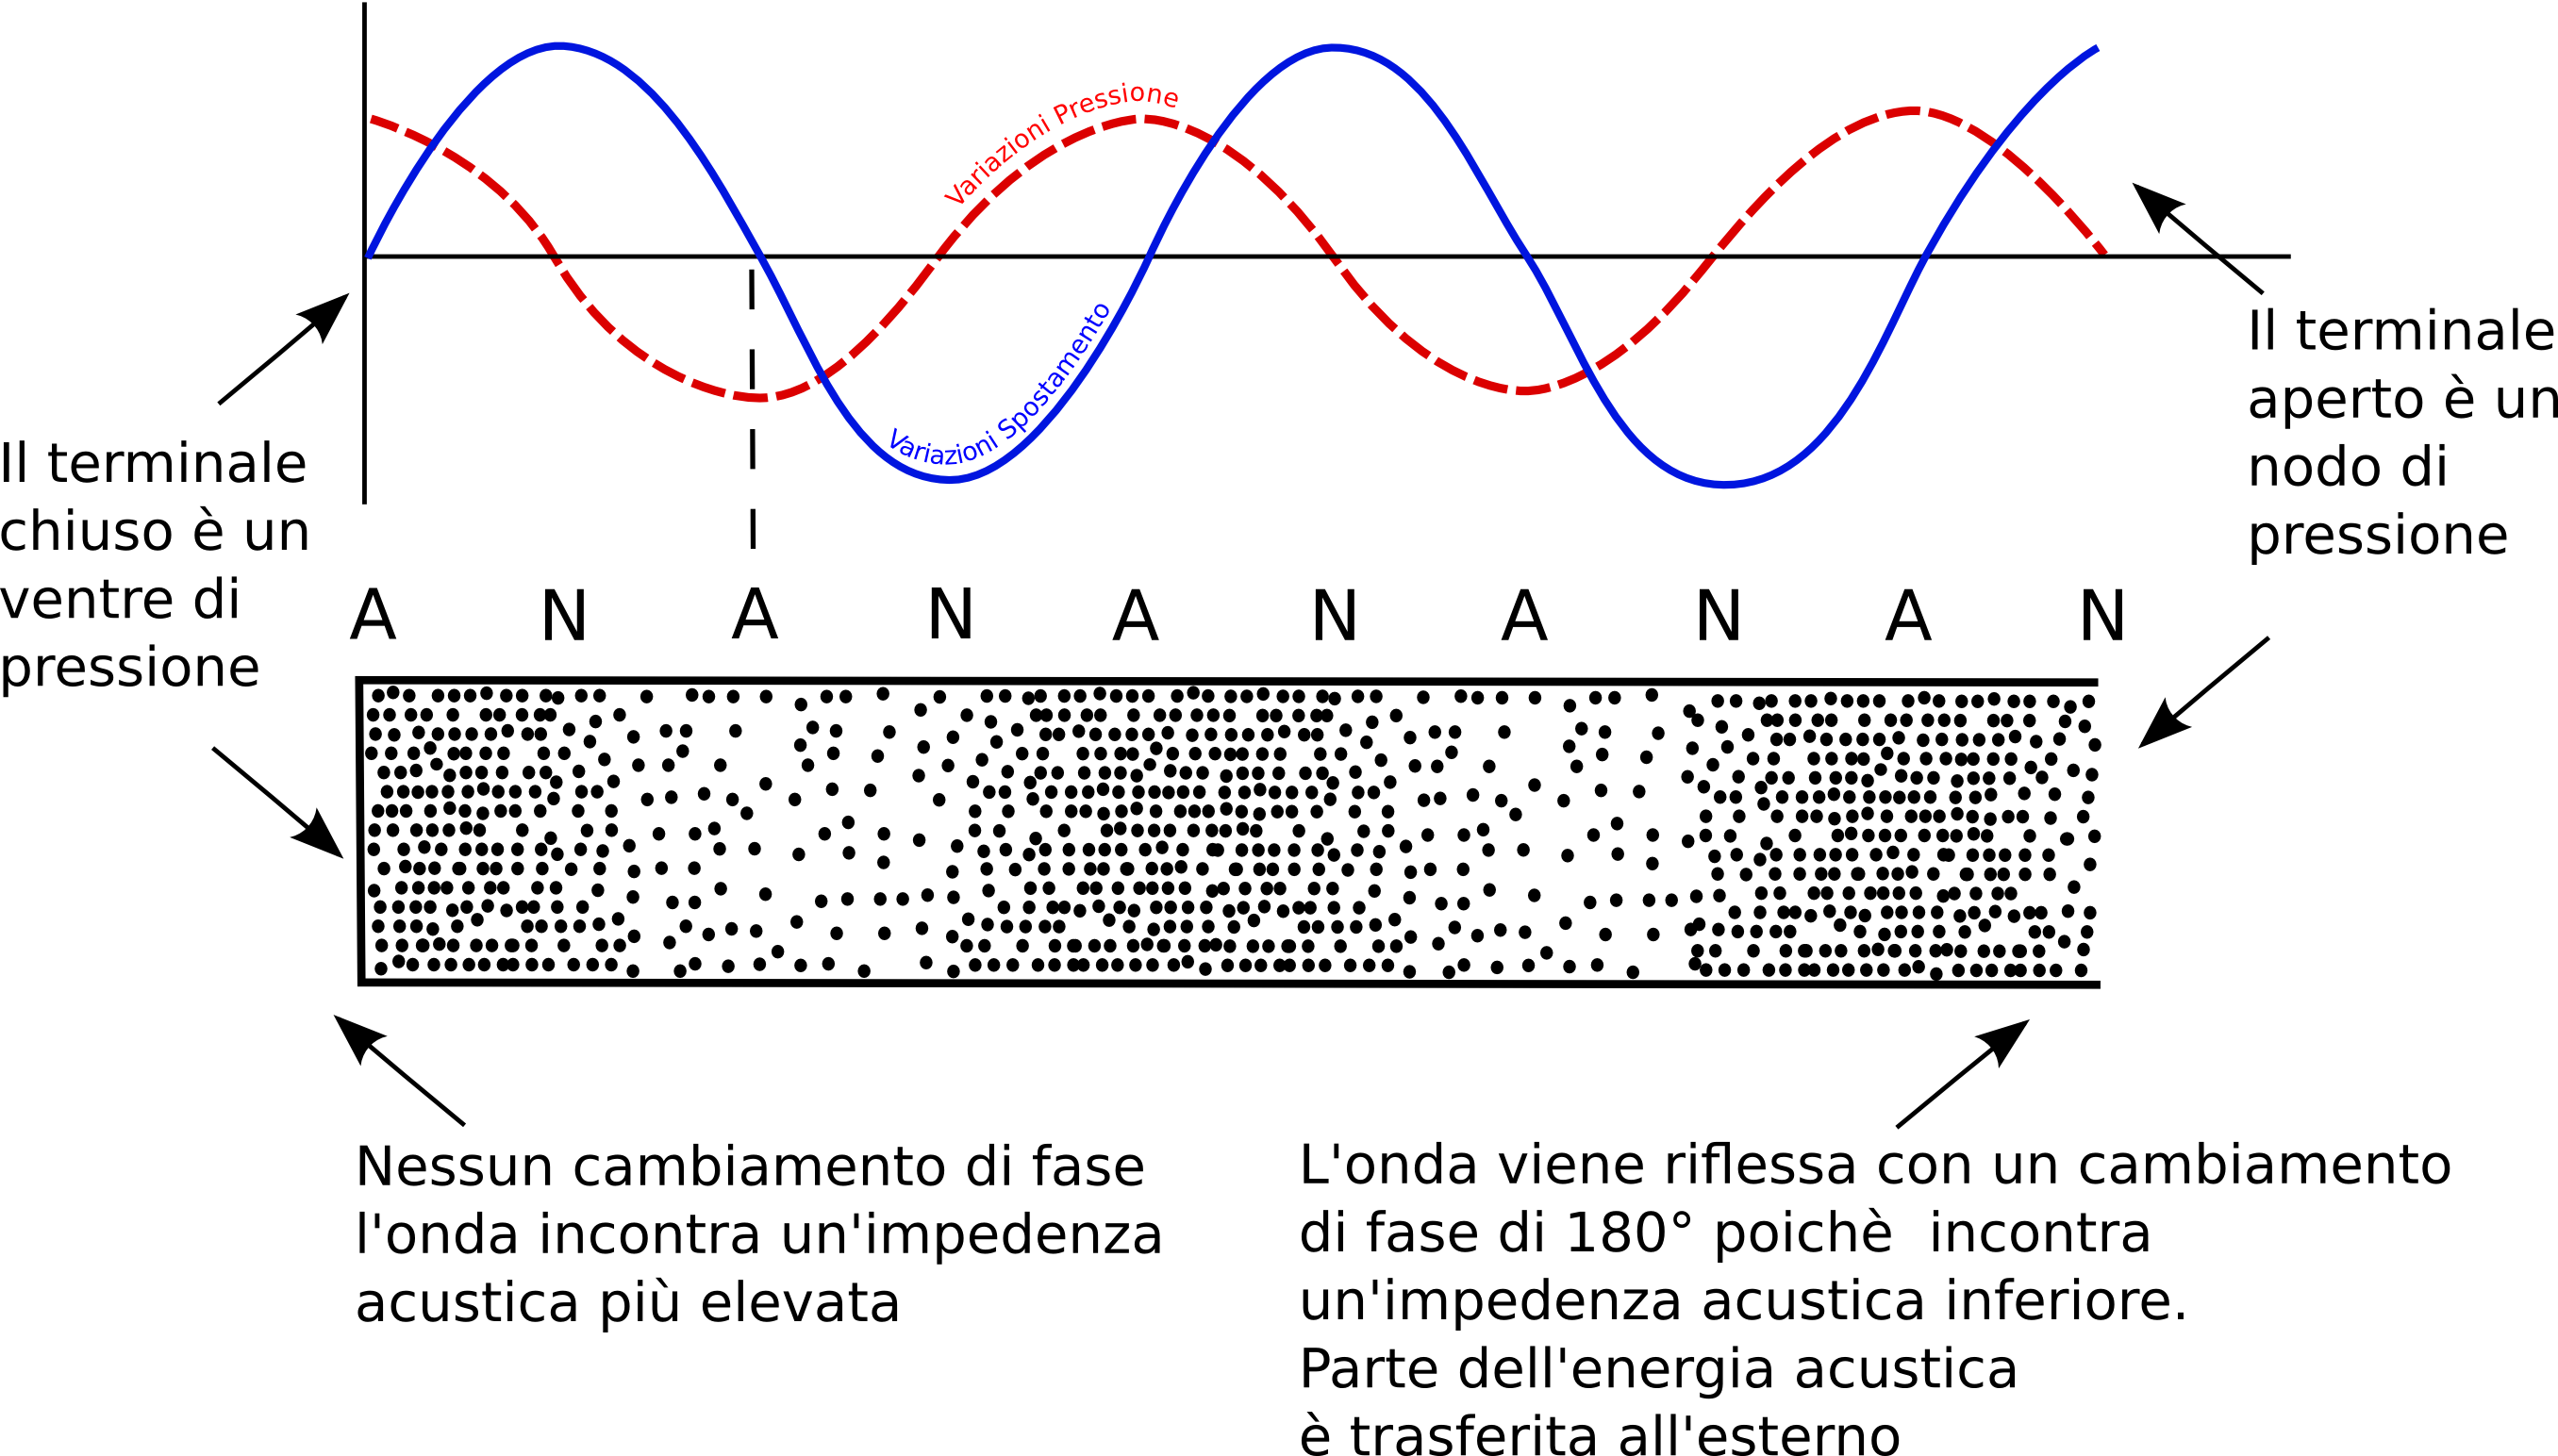 Variazioni Pressione
Variazioni Spostamento
Il terminale
chiuso è un
ventre di
pressione
Il terminale
aperto è un
nodo di
pressione
A N A N A N A N A N
Nessun cambiamento di fase
l'onda incontra un'impedenza
acustica più elevata
L'onda viene riflessa con un cambiamento
di fase di 180° poichè  incontra
un'impedenza acustica inferiore.
Parte dell'energia acustica
è trasferita all'esterno